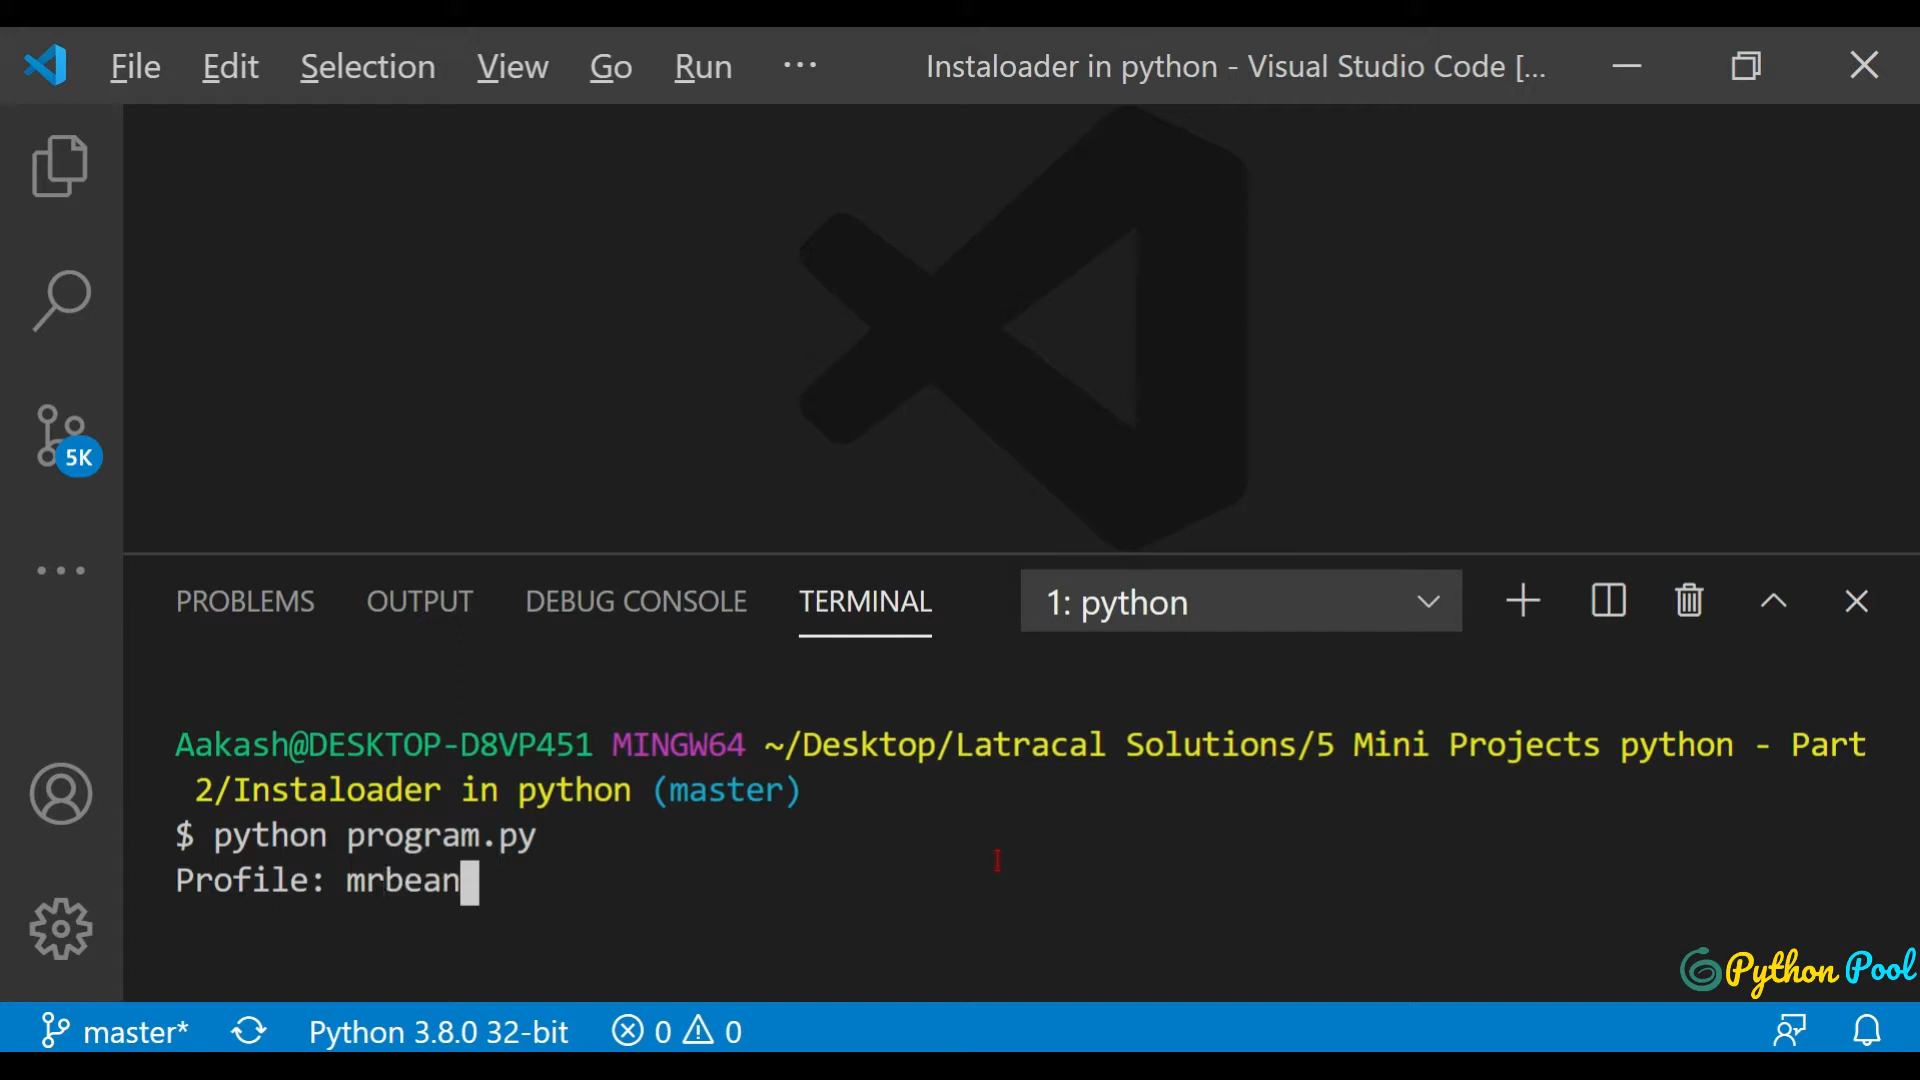 File Edit Selection View Go Run ··· Instaloader in python - Visual Studio Code [...
5K
PROBLEMS OUTPUT DEBUG CONSOLE TERMINAL 1: python
Aakash@DESKTOP-D8VP451 MINGW64 ~/Desktop/Latracal Solutions/5 Mini Projects python - Part
2/Instaloader in python (master)
$ python program.py
Profile: mrbean
Python Pool
master* Python 3.8.0 32-bit 0 0